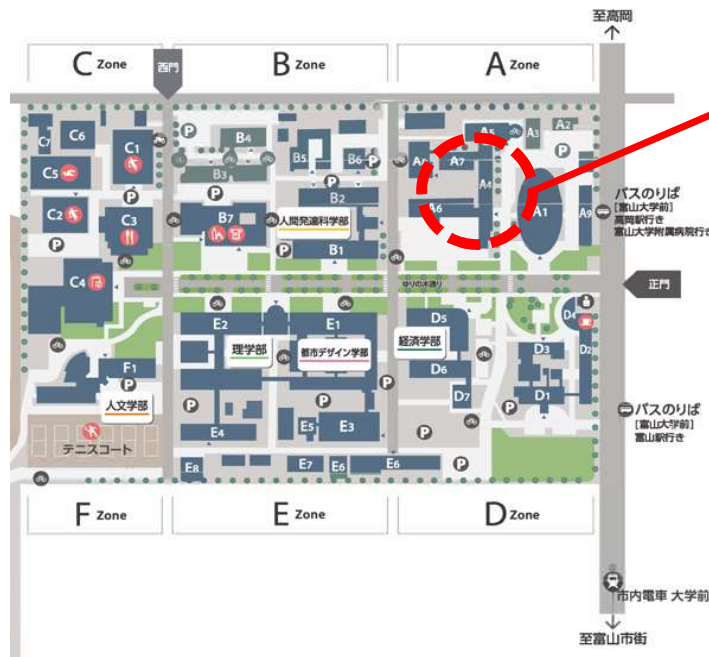 至高岡
C Zone
西門
B Zone
A Zone
C7
C6
C1
C5
C2
C3
C4
B4
B3
B5
B6
B2
B7
人間発達科学部
B1
A5
A3
A2
A8
A7
A4
A6
A1
A9
バスのりば
[富山大学前]
高岡駅行き
富山大学附属病院行き
ゆりの木通り
正門
E2
E1
理学部
都市デザイン学部
経済学部
D5
D6
D7
D4
D3
D2
D1
F1
人文学部
テニスコート
E4
E5
E3
E8
E7
E6
E6
P
バスのりば
[富山大学前]
富山駅行き
F Zone
E Zone
D Zone
市内電車 大学前
至富山市街